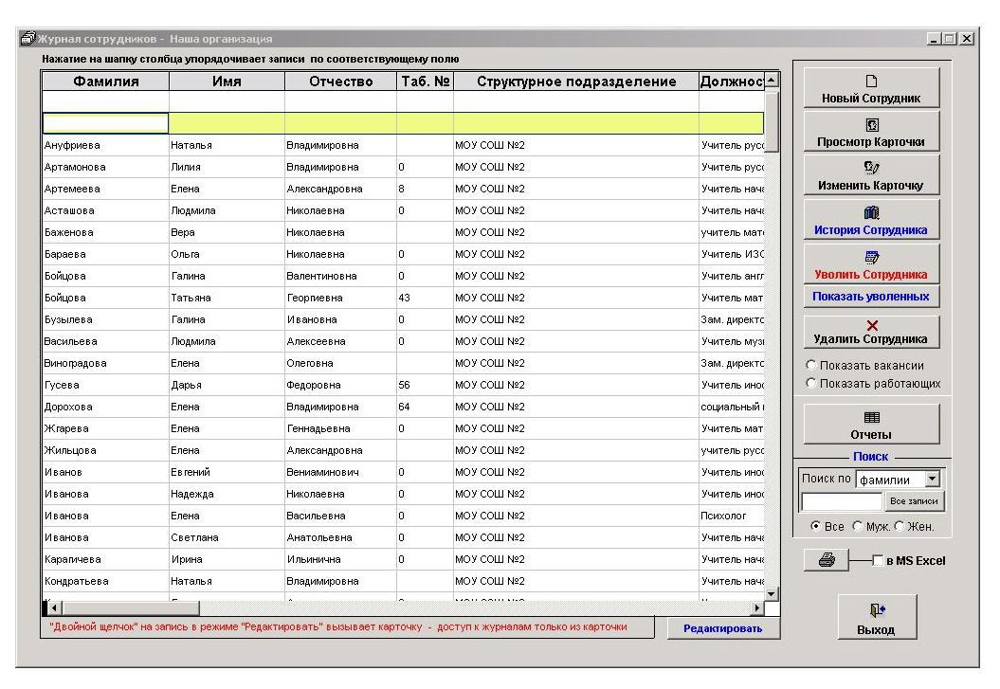 Журнал сотрудников - Наша организация
Нажатие на шапку столбца упорядочивает записи по соответствующему полю
Фамилия Имя Отчество Таб. № Структурное подразделение Должнос
Ануфриева Наталья Владимировна МОУ СОШ №2 Учитель русс
Артамонова Лилия Владимировна 0 МОУ СОШ №2 Учитель русс
Артемеева Елена Александровна 8 МОУ СОШ №2 Учитель нача
Асташова Людмила Николаевна 0 МОУ СОШ №2 Учитель нача
Баженова Вера Николаевна МОУ СОШ №2 учитель мате
Бараева Ольга Николаевна 0 МОУ СОШ №2 Учитель ИЗО
Бойцова Галина Валентиновна 0 МОУ СОШ №2 Учитель англ
Бойцова Татьяна Георгиевна 43 МОУ СОШ №2 Учитель мат
Бузылева Галина Ивановна 0 МОУ СОШ №2 Зам. директо
Васильева Людмила Алексеевна 0 МОУ СОШ №2 Учитель музы
Виноградова Елена Олеговна МОУ СОШ №2 Зам. директо
Гусева Дарья Федоровна 56 МОУ СОШ №2 Учитель инос
Дорохова Елена Владимировна 64 МОУ СОШ №2 социальный
Жгарева Елена Геннадьевна 0 МОУ СОШ №2 Учитель мат
Жильцова Елена Александровна МОУ СОШ №2 учитель русс
Иванов Евгений Вениаминович 0 МОУ СОШ №2 Учитель инос
Иванова Надежда Николаевна 0 МОУ СОШ №2 Учитель инос
Иванова Елена Васильевна 0 МОУ СОШ №2 Психолог
Иванова Светлана Анатольевна 0 МОУ СОШ №2 Учитель нача
Карагичева Ирина Ильинична 0 МОУ СОШ №2 Учитель нача
Кондратьева Наталья Владимировна МОУ СОШ №2 Учитель нача
"Двойной щелчок" на запись в режиме "Редактировать" вызывает карточку - доступ к журналам только из карточки
Редактировать
Новый Сотрудник
Просмотр Карточки
Изменить Карточку
История Сотрудника
Уволить Сотрудника
Показать уволенных
Удалить Сотрудника
Показать вакансии
Показать работающих
Отчеты
Поиск
Поиск по фамилии
Все записи
Все Муж. Жен.
в MS Excel
Выход